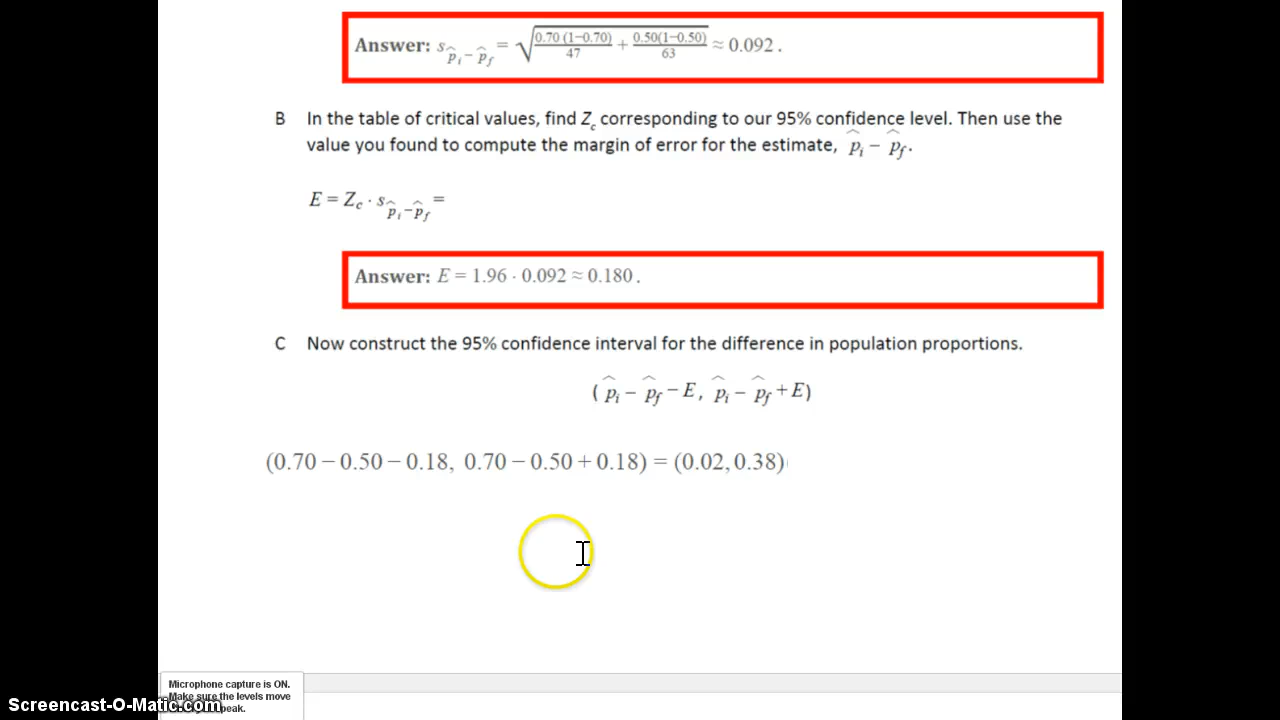 Answer: s p̂i − p̂f = √(0.70 (1−0.70)/47 + 0.50(1−0.50)/63) ≈ 0.092 .
B In the table of critical values, find Zc corresponding to our 95% confidence level. Then use the
value you found to compute the margin of error for the estimate, p̂i − p̂f.
E = Zc · s p̂i−p̂f =
Answer: E = 1.96 · 0.092 ≈ 0.180 .
C Now construct the 95% confidence interval for the difference in population proportions.
( p̂i − p̂f − E, p̂i − p̂f + E)
(0.70 − 0.50 − 0.18, 0.70 − 0.50 + 0.18) = (0.02, 0.38)
Microphone capture is ON.
Make sure the levels move
Screencast-O-Matic.com